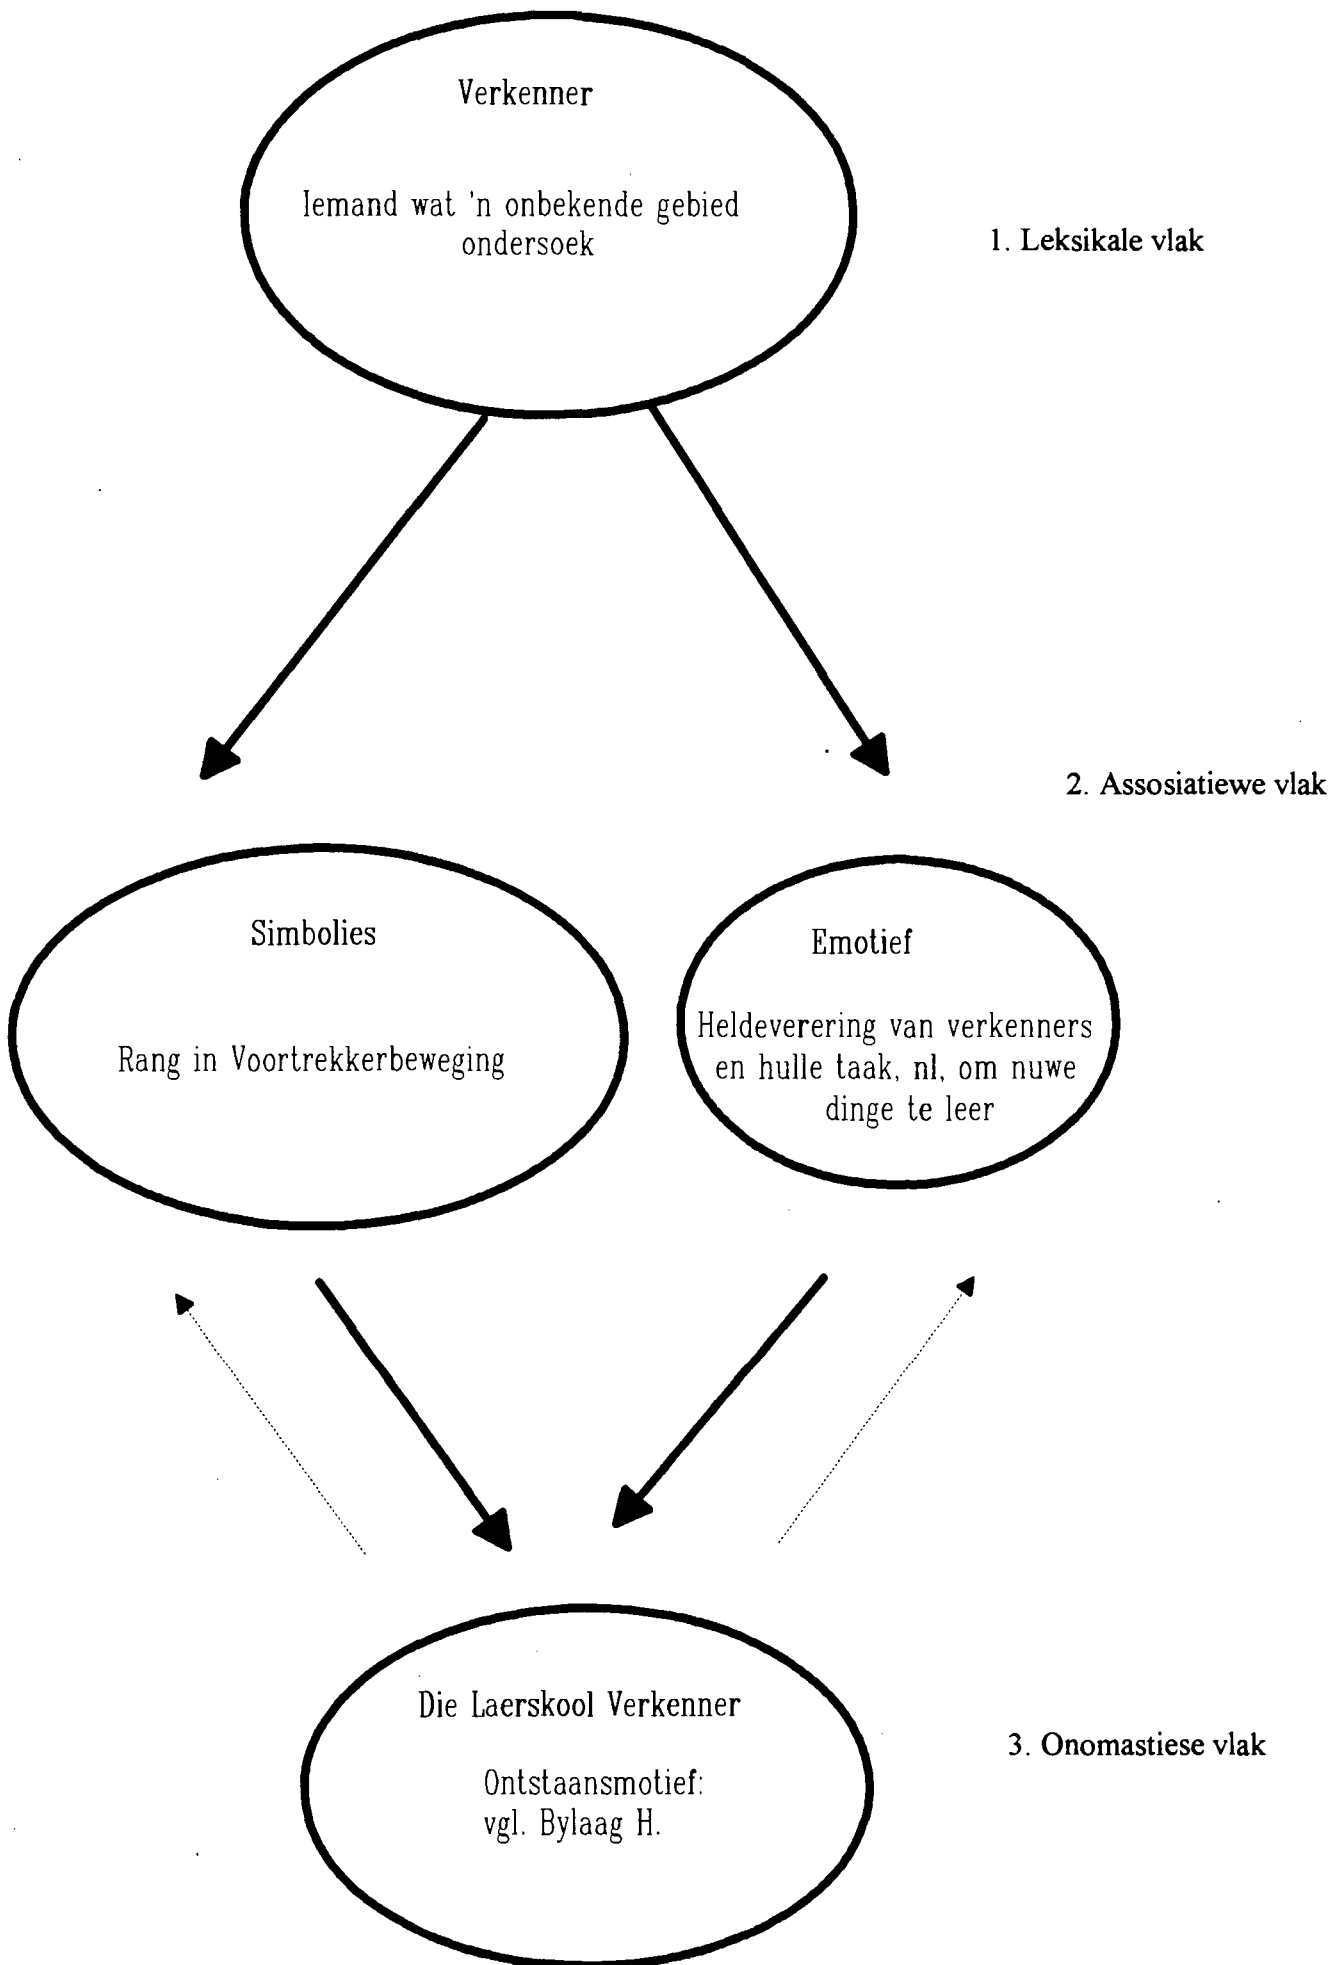 Verkenner
Iemand wat 'n onbekende gebied
ondersoek
1. Leksikale vlak
2. Assosiatiewe vlak
Simbolies
Rang in Voortrekkerbeweging
Emotief
Heldeverering van verkenners
en hulle taak, nl, om nuwe
dinge te leer
Die Laerskool Verkenner
Ontstaansmotief:
vgl. Bylaag H.
3. Onomastiese vlak